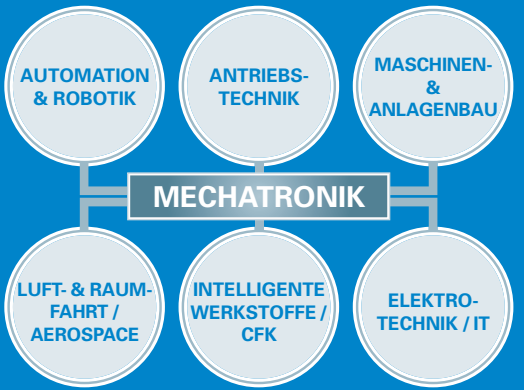 AUTOMATION
& ROBOTIK
ANTRIEBS-
TECHNIK
MASCHINEN-
&
ANLAGENBAU
MECHATRONIK
LUFT- & RAUM-
FAHRT /
AEROSPACE
INTELLIGENTE
WERKSTOFFE /
CFK
ELEKTRO-
TECHNIK / IT